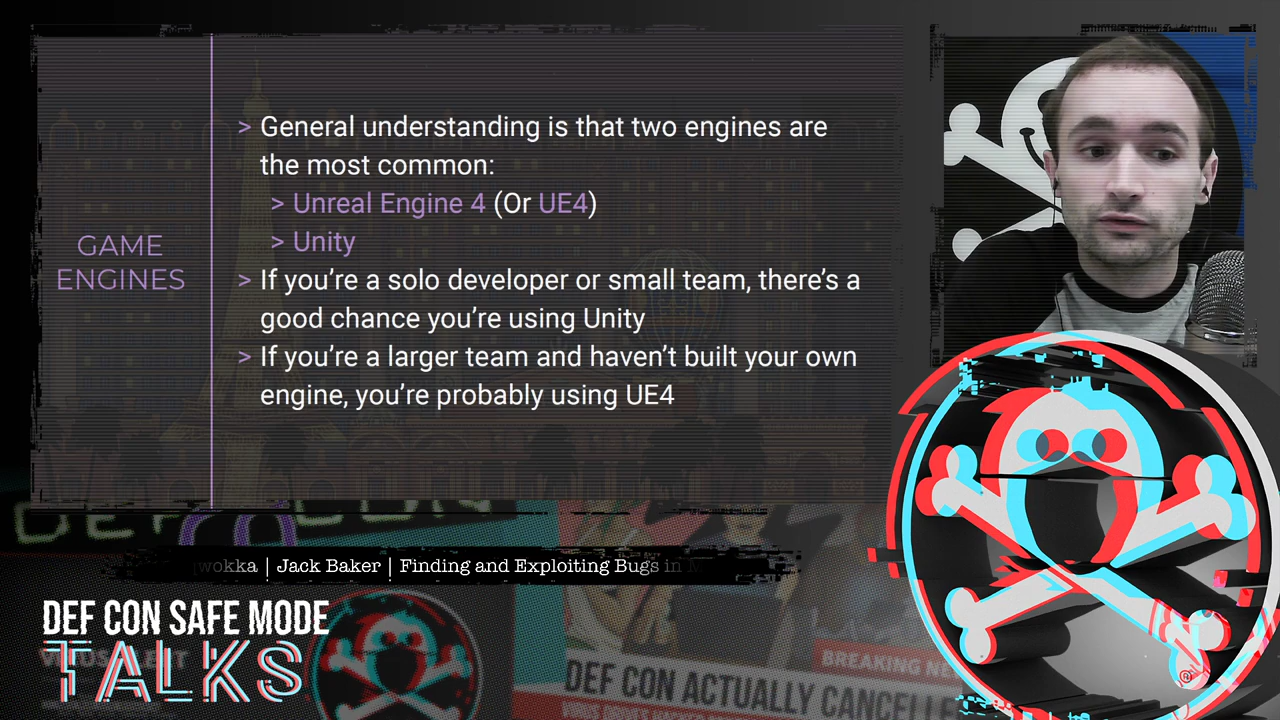 > General understanding is that two engines are
the most common:
> Unreal Engine 4 (Or UE4)
> Unity
GAME
ENGINES
> If you’re a solo developer or small team, there’s a
good chance you’re using Unity
> If you’re a larger team and haven’t built your own
engine, you’re probably using UE4
DEF CON
wokka | Jack Baker | Finding and Exploiting Bugs in
DEF CON SAFE MODE
TALKS
BREAKING
DEF CON ACTUALLY
®